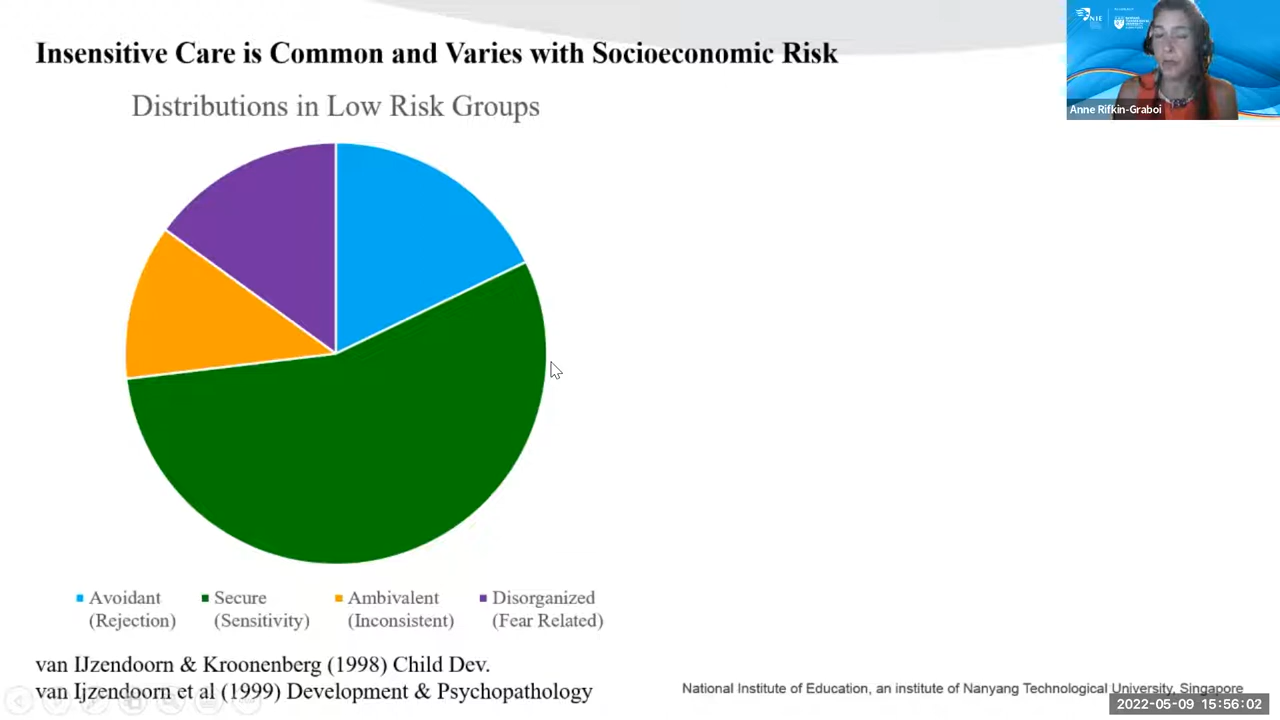 Insensitive Care is Common and Varies with Socioeconomic Risk
Distributions in Low Risk Groups
NIE
Anne Rifkin-Graboi
Avoidant
(Rejection)
Secure
(Sensitivity)
Ambivalent
(Inconsistent)
Disorganized
(Fear Related)
van IJzendoorn & Kroonenberg (1998) Child Dev.
van Ijzendoorn et al (1999) Development & Psychopathology
National Institute of Education, an institute of Nanyang Technological University, Singapore
2022-05-09 15:56:02